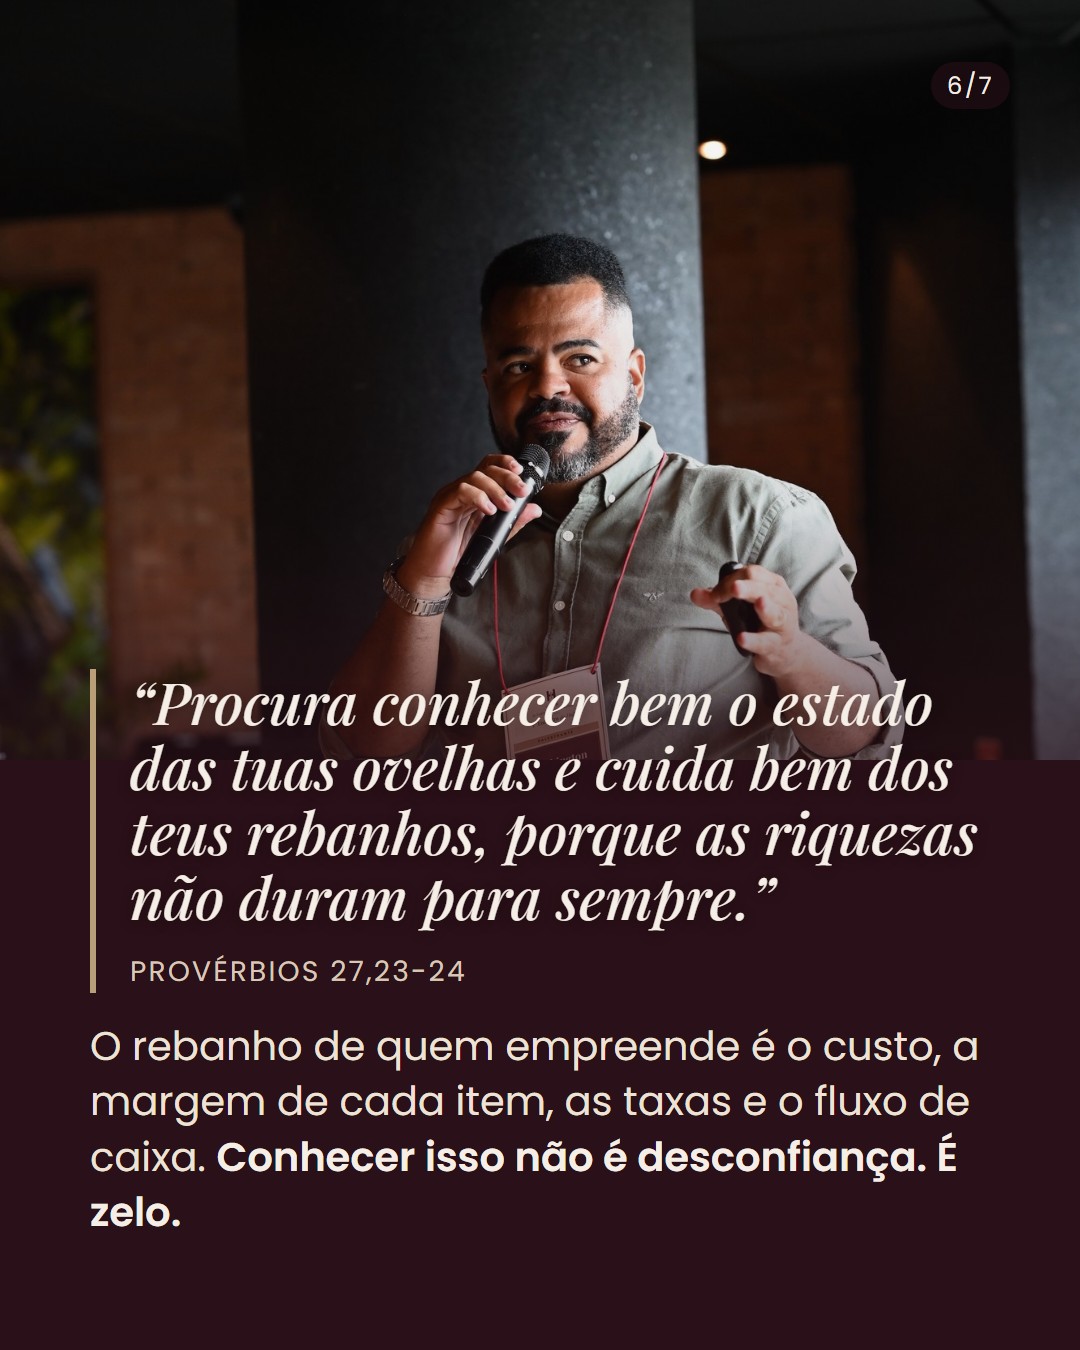 6/7
“Procura conhecer bem o estado
das tuas ovelhas e cuida bem dos
teus rebanhos, porque as riquezas
não duram para sempre.”
PROVÉRBIOS 27,23-24
O rebanho de quem empreende é o custo, a
margem de cada item, as taxas e o fluxo de
caixa. Conhecer isso não é desconfiança. É
zelo.